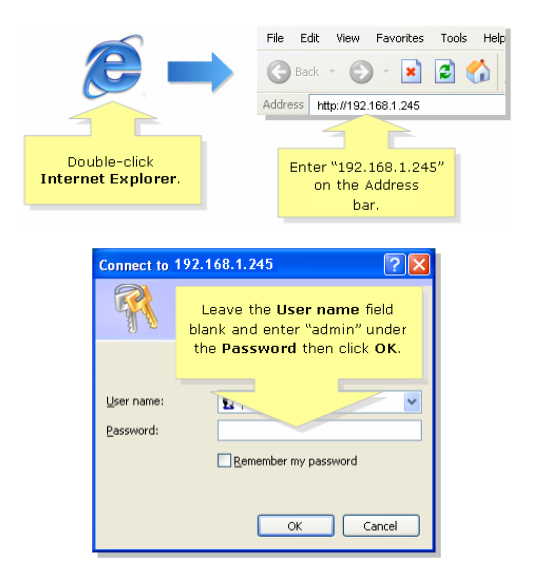 File Edit View Favorites Tools Help
Back
Address http://192.168.1.245
Double-click
Internet Explorer.
Enter "192.168.1.245"
on the Address
bar.
Connect to 192.168.1.245
Leave the User name field
blank and enter "admin" under
the Password then click OK.
User name:
Password:
Remember my password
OK Cancel